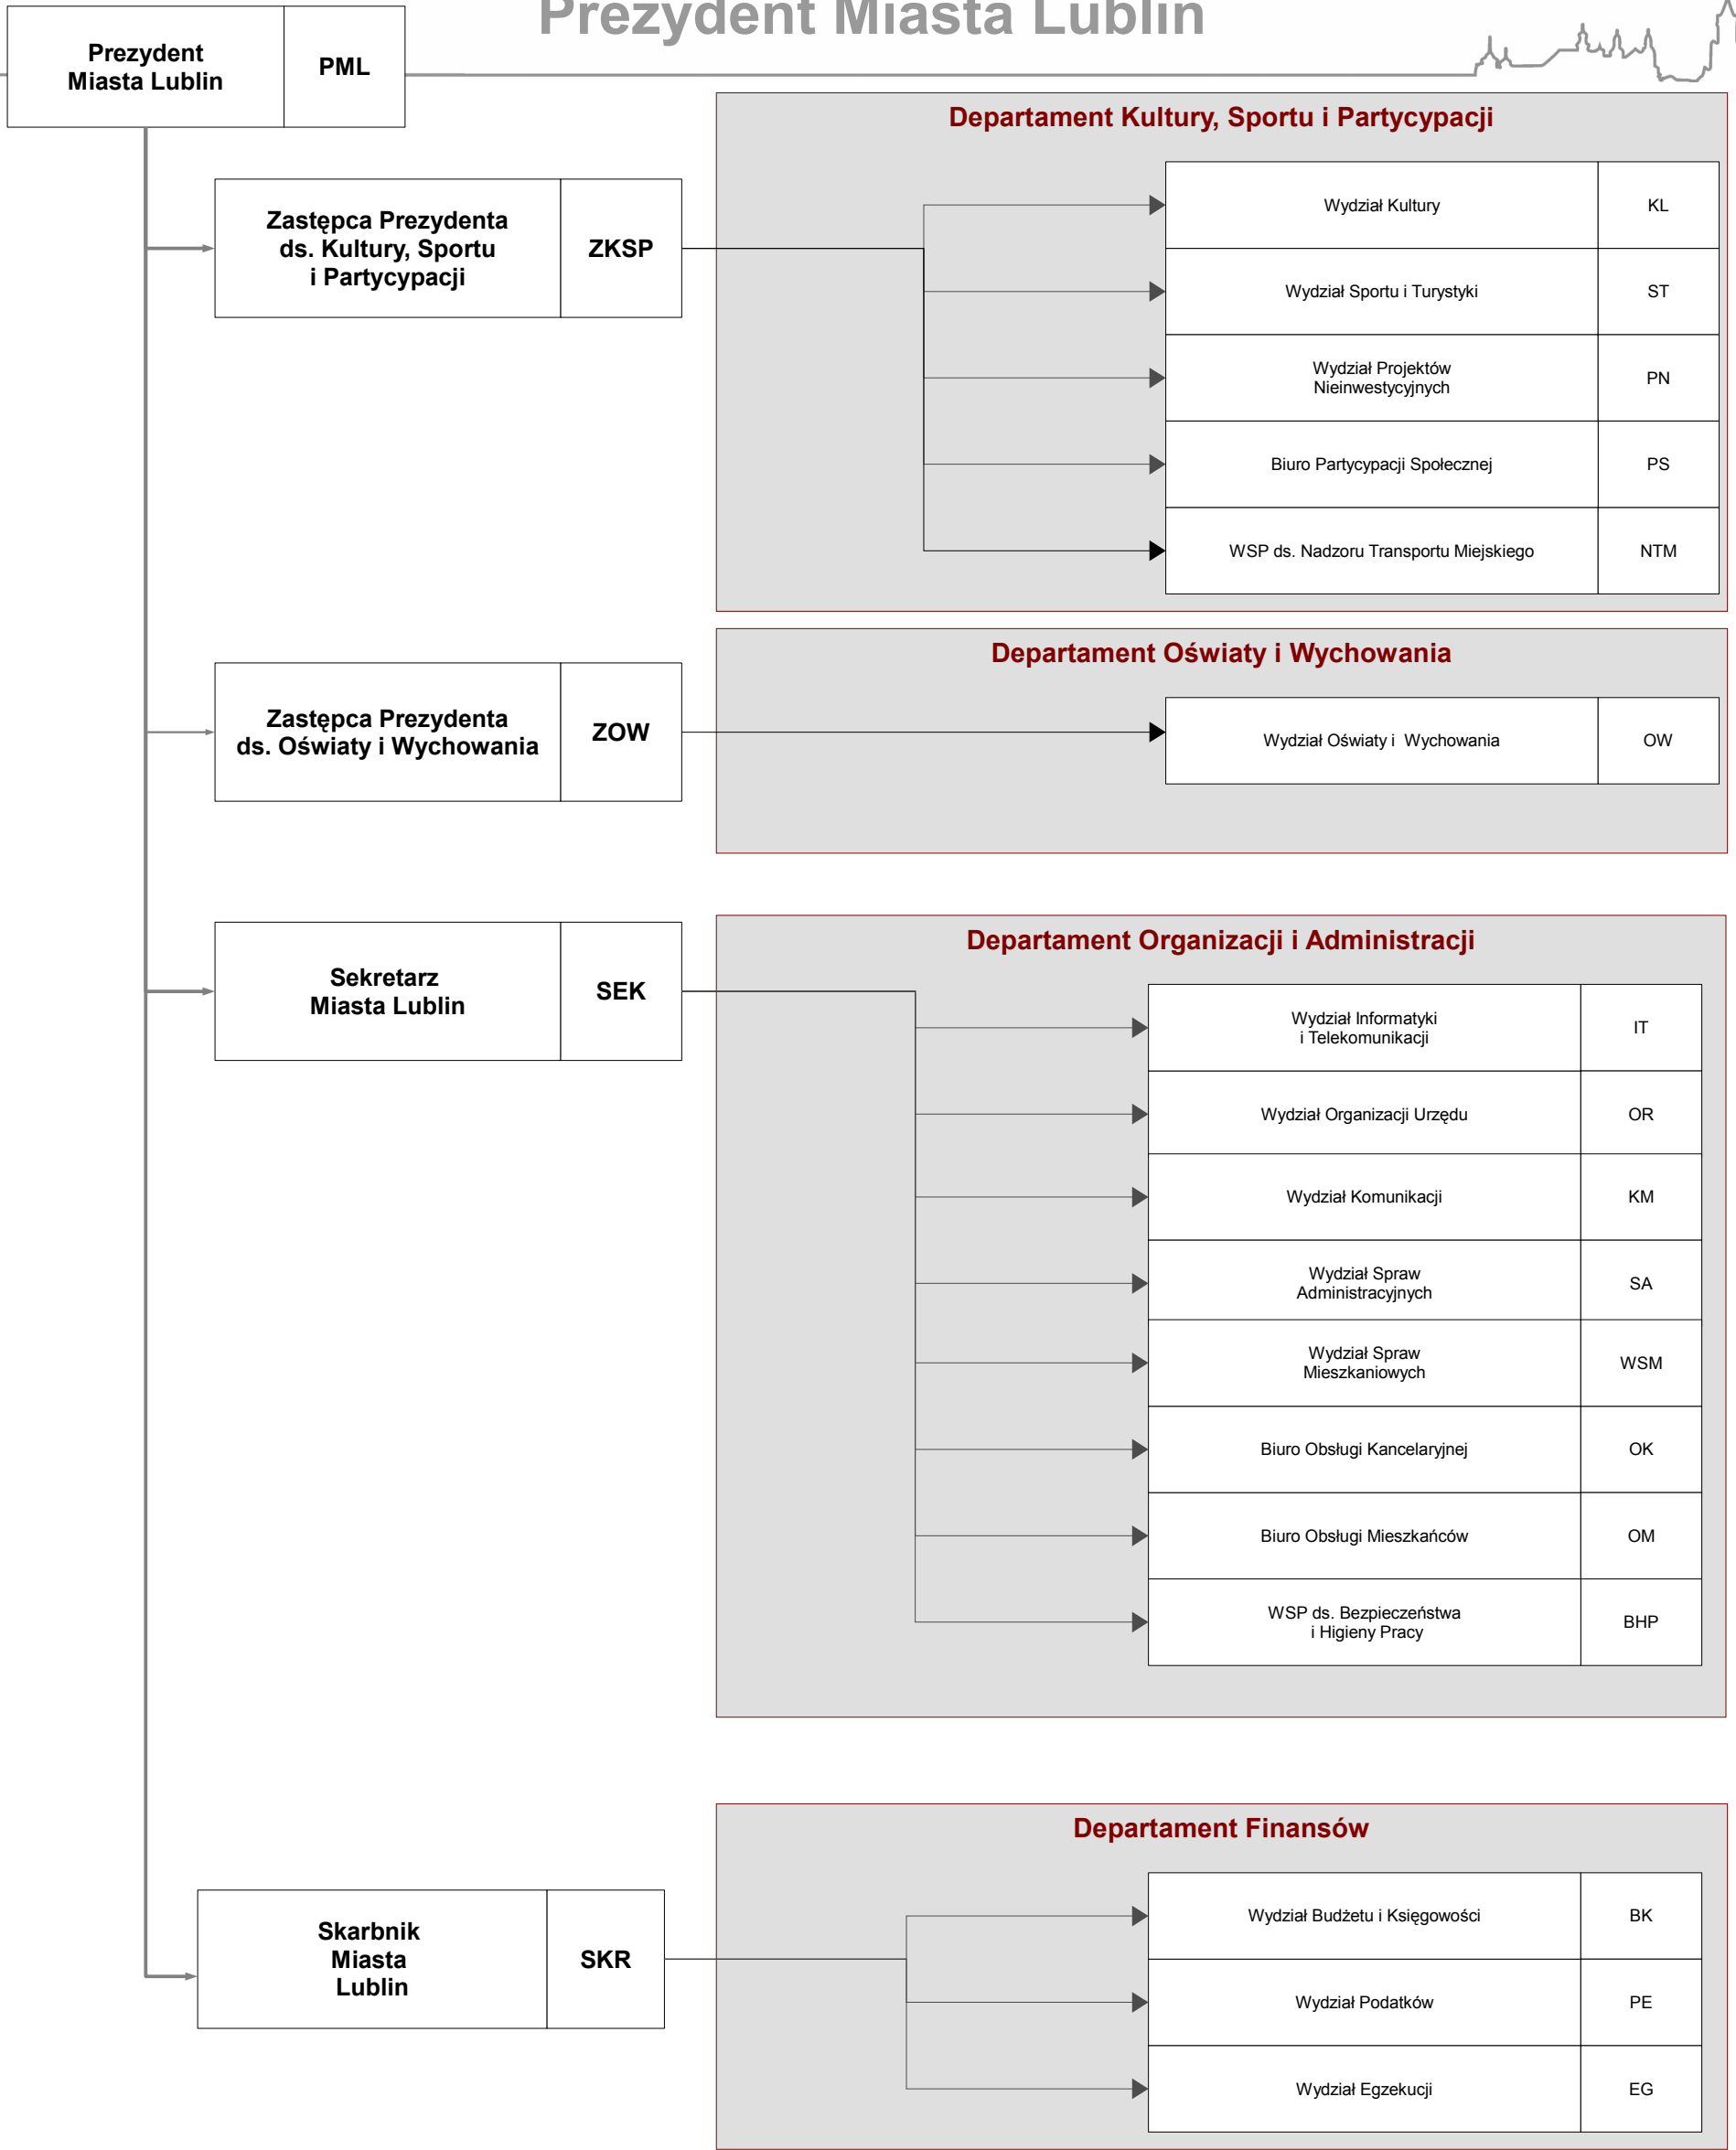 Prezydent Miasta Lublin
Prezydent
Miasta Lublin
PML
Departament Kultury, Sportu i Partycypacji
Zastępca Prezydenta
ds. Kultury, Sportu
i Partycypacji
ZKSP
Wydział Kultury
KL
Wydział Sportu i Turystyki
ST
Wydział Projektów
Nieinwestycyjnych
PN
Biuro Partycypacji Społecznej
PS
WSP ds. Nadzoru Transportu Miejskiego
NTM
Departament Oświaty i Wychowania
Zastępca Prezydenta
ds. Oświaty i Wychowania
ZOW
Wydział Oświaty i  Wychowania
OW
Departament Organizacji i Administracji
Sekretarz
Miasta Lublin
SEK
Wydział Informatyki
i Telekomunikacji
IT
Wydział Organizacji Urzędu
OR
Wydział Komunikacji
KM
Wydział Spraw
Administracyjnych
SA
Wydział Spraw
Mieszkaniowych
WSM
Biuro Obsługi Kancelaryjnej
OK
Biuro Obsługi Mieszkańców
OM
WSP ds. Bezpieczeństwa
i Higieny Pracy
BHP
Departament Finansów
Skarbnik
Miasta
Lublin
SKR
Wydział Budżetu i Księgowości
BK
Wydział Podatków
PE
Wydział Egzekucji
EG